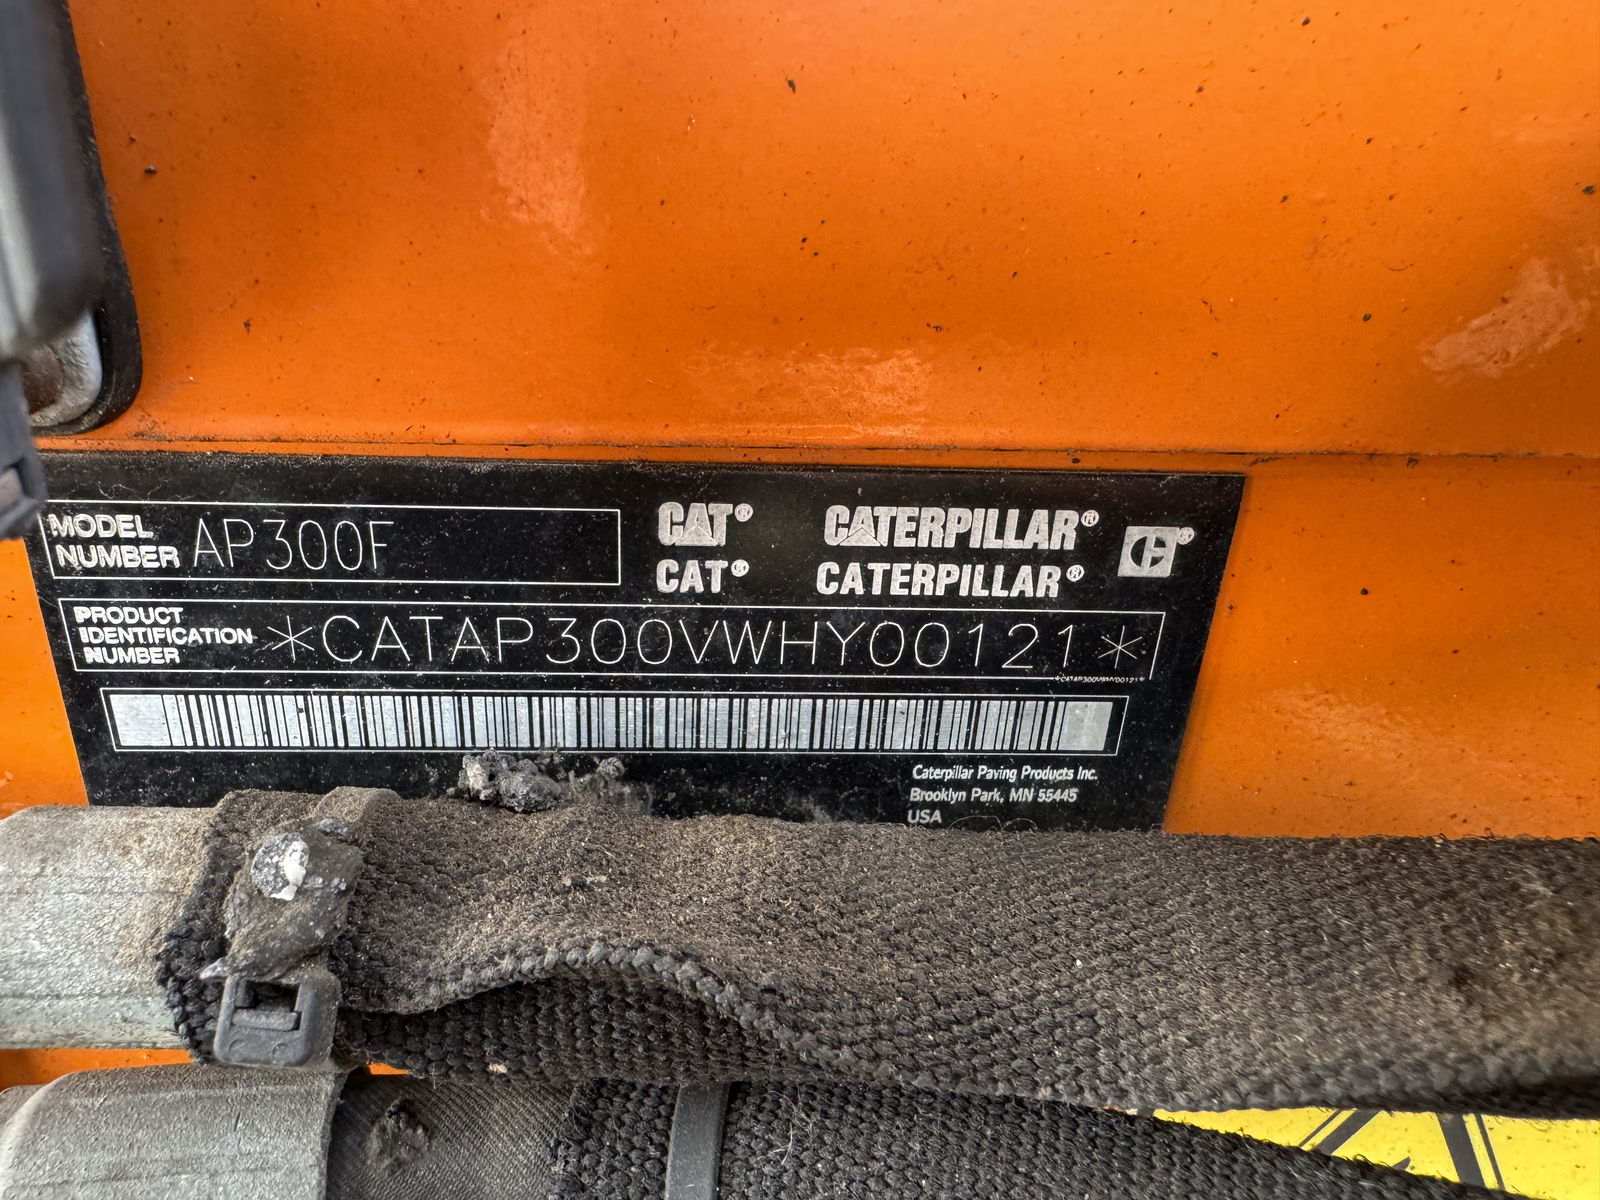 MODEL
NUMBER AP300F
CAT® CATERPILLAR®
CAT® CATERPILLAR®
PRODUCT
IDENTIFICATION
NUMBER
*CATAP300VWHY00121*
*CATAP300VWHY00121*
Caterpillar Paving Products Inc.
Brooklyn Park, MN 55445
USA